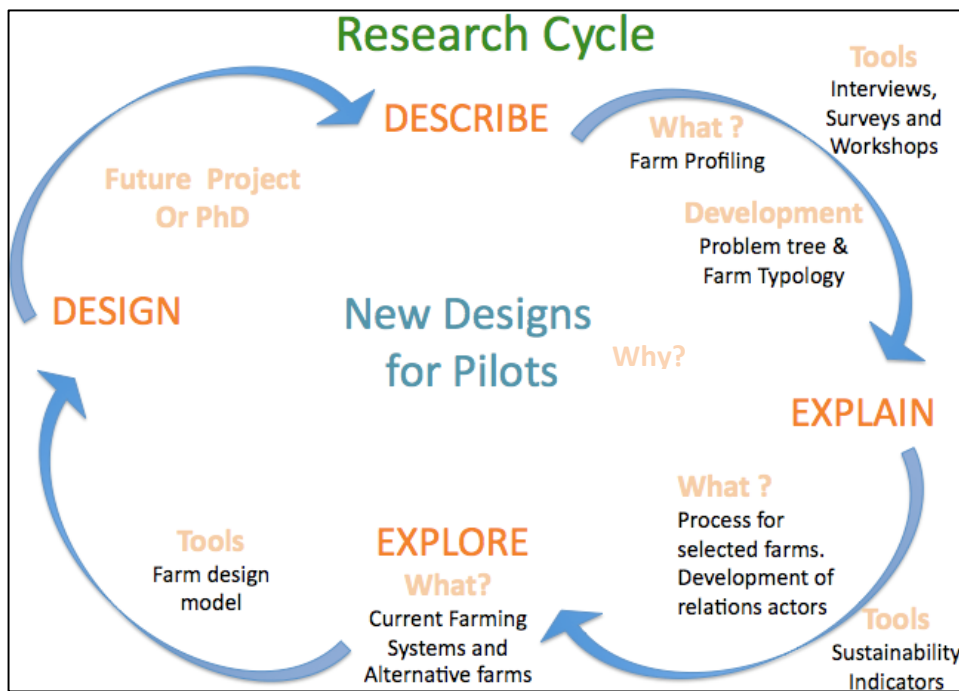 Research Cycle
DESCRIBE
What ?
Farm Profiling
Tools
Interviews,
Surveys and
Workshops
Development
Problem tree &
Farm Typology
Why?
EXPLAIN
What ?
Process for
selected farms.
Development of
relations actors
Tools
Sustainability
Indicators
EXPLORE
What?
Current Farming
Systems and
Alternative farms
Tools
Farm design
model
DESIGN
Future Project
Or PhD
New Designs
for Pilots